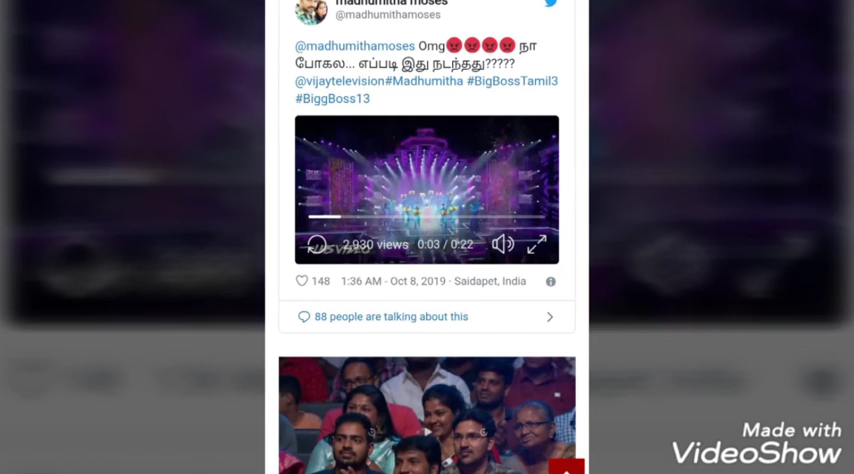 madhumitha moses
@madhumithamoses
@madhumithamoses Omg😡😡😡😡 நா
போகல... எப்படி இது நடந்தது?????
@vijaytelevision#Madhumitha #BigBossTamil3
#BiggBoss13
2,930 views 0:03 / 0:22
148 1:36 AM - Oct 8, 2019 · Saidapet, India
88 people are talking about this
Made with
VideoShow